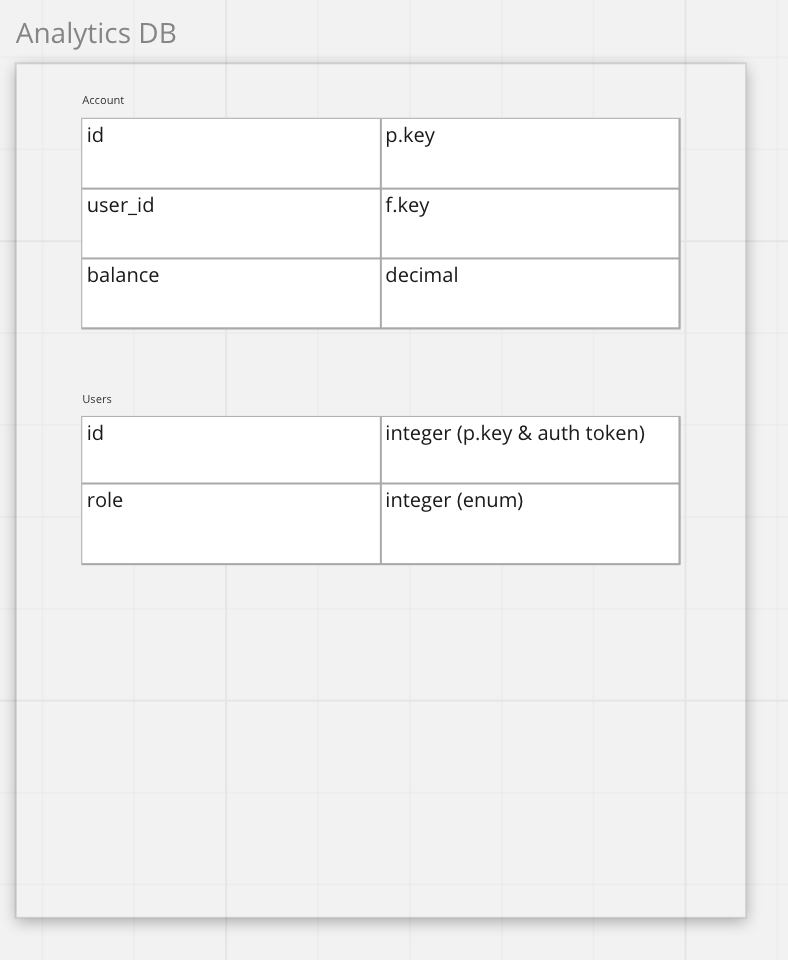 Analytics DB
Account
id p.key
user_id f.key
balance decimal
Users
id integer (p.key & auth token)
role integer (enum)